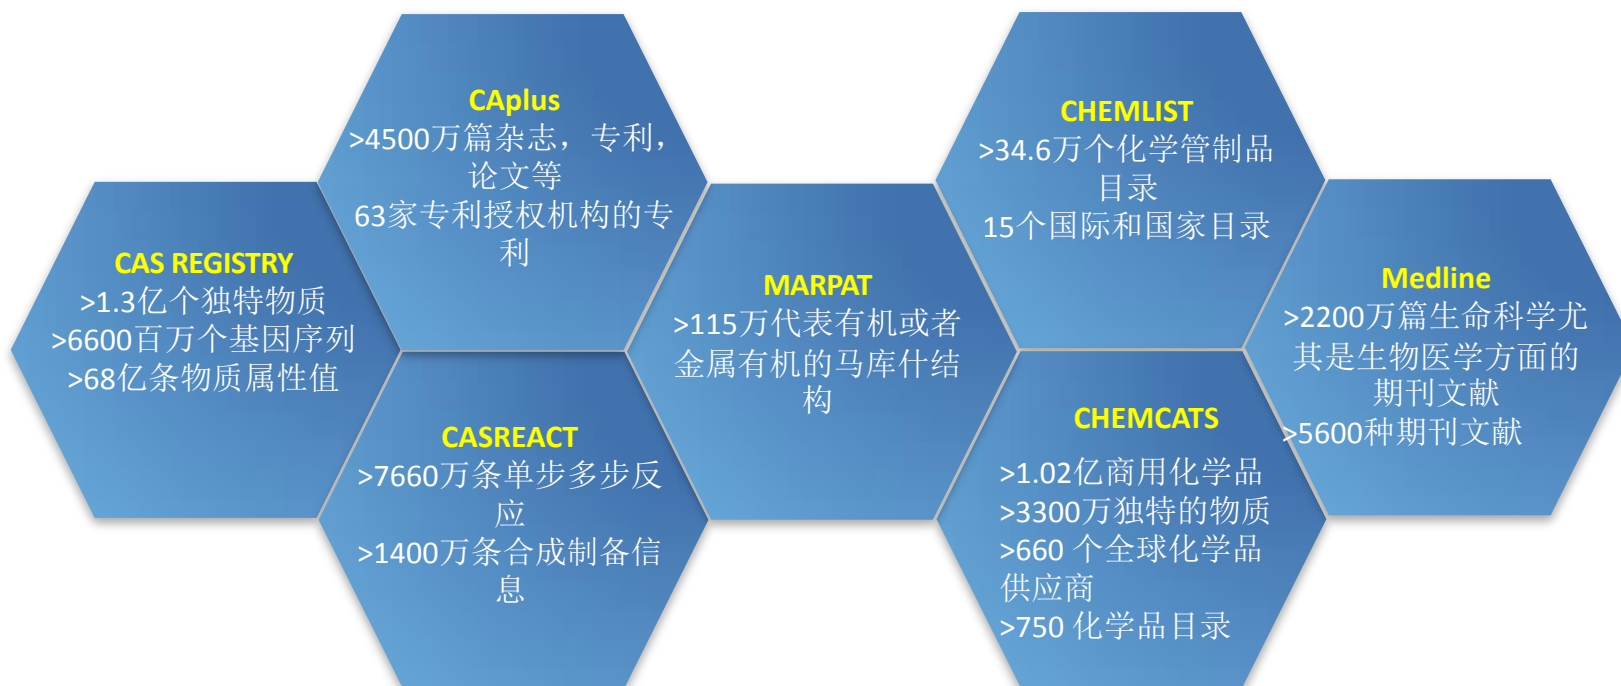 CAS REGISTRY
>1.3亿个独特物质
>6600百万个基因序列
>68亿条物质属性值
CAplus
>4500万篇杂志，专利，
论文等
63家专利授权机构的专
利
CASREACT
>7660万条单步多步反
应
>1400万条合成制备信
息
MARPAT
>115万代表有机或者
金属有机的马库什结
构
CHEMLIST
>34.6万个化学管制品
目录
15个国际和国家目录
CHEMCATS
>1.02亿商用化学品
>3300万独特的物质
>660 个全球化学品
供应商
>750 化学品目录
Medline
>2200万篇生命科学尤
其是生物医学方面的
期刊文献
>5600种期刊文献